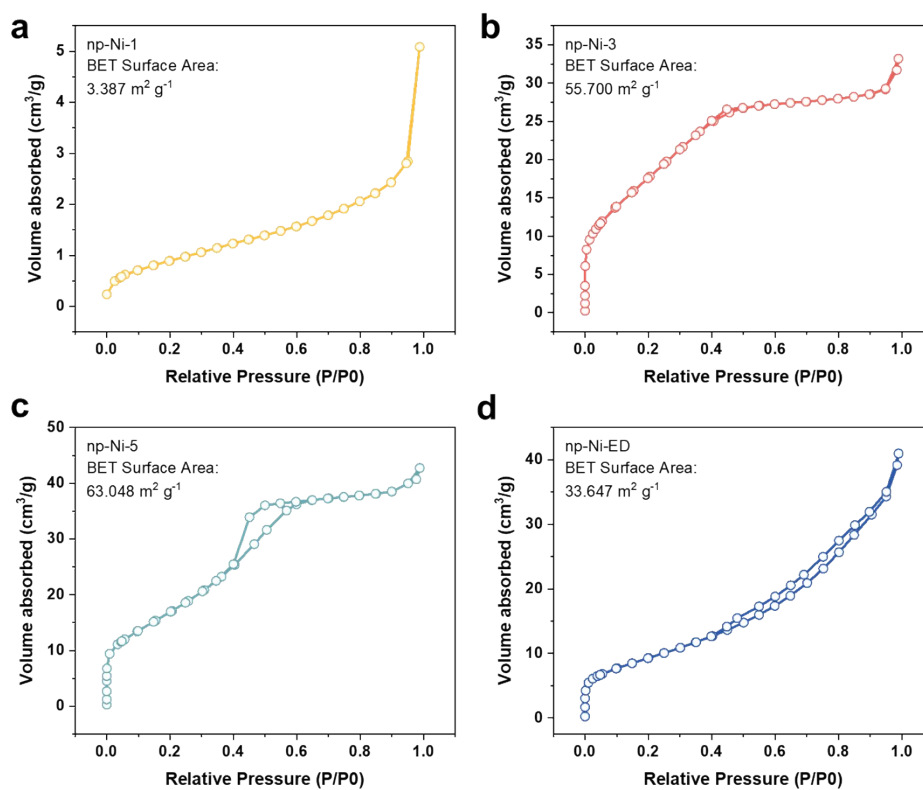 a
np-Ni-1
BET Surface Area:
3.387 m² g⁻¹
Volume absorbed (cm³/g)
5
4
3
2
1
0
0.0 0.2 0.4 0.6 0.8 1.0
Relative Pressure (P/P0)
b
np-Ni-3
BET Surface Area:
55.700 m² g⁻¹
Volume absorbed (cm³/g)
35
30
25
20
15
10
5
0
0.0 0.2 0.4 0.6 0.8 1.0
Relative Pressure (P/P0)
c
np-Ni-5
BET Surface Area:
63.048 m² g⁻¹
Volume absorbed (cm³/g)
50
40
30
20
10
0
0.0 0.2 0.4 0.6 0.8 1.0
Relative Pressure (P/P0)
d
np-Ni-ED
BET Surface Area:
33.647 m² g⁻¹
Volume absorbed (cm³/g)
40
30
20
10
0
0.0 0.2 0.4 0.6 0.8 1.0
Relative Pressure (P/P0)